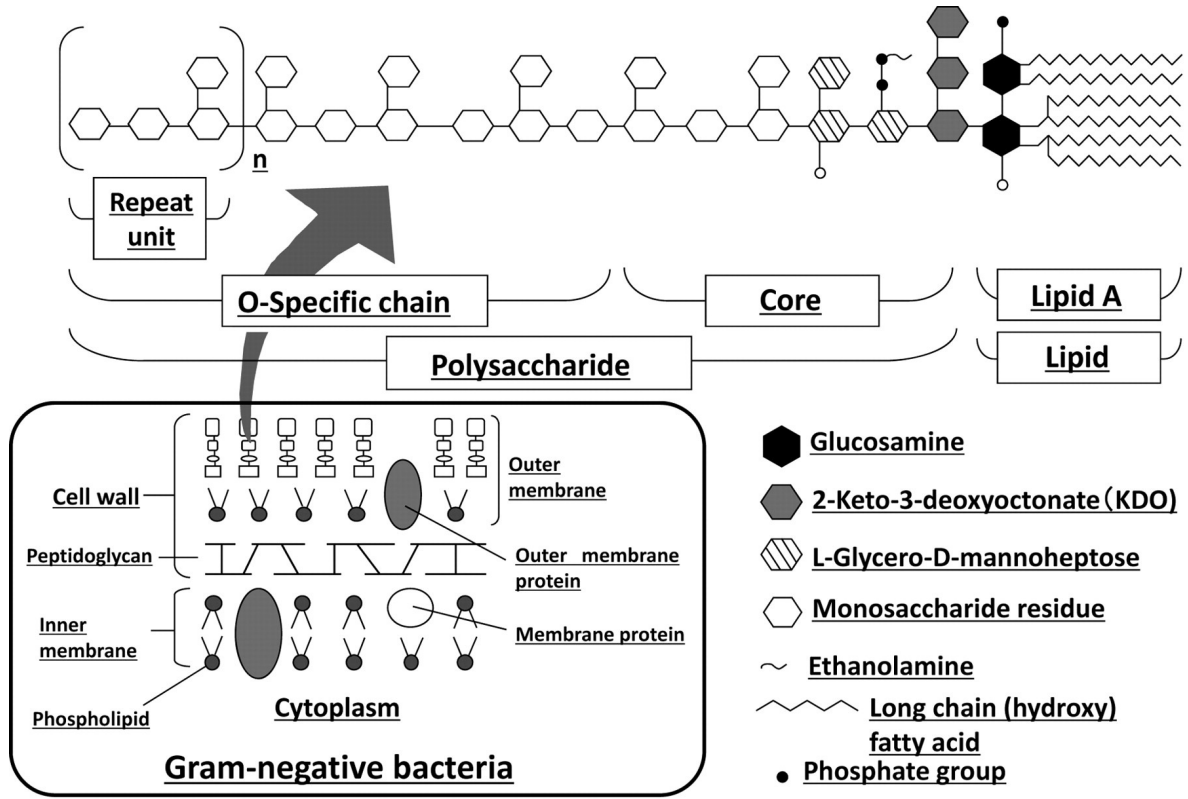 n
Repeat
unit
O-Specific chain
Core
Lipid A
Polysaccharide
Lipid
Cell wall
Outer
membrane
Peptidoglycan
Outer membrane
protein
Inner
membrane
Membrane protein
Phospholipid
Cytoplasm
Gram-negative bacteria
Glucosamine
2-Keto-3-deoxyoctonate（KDO)
L-Glycero-D-mannoheptose
Monosaccharide residue
Ethanolamine
Long chain (hydroxy)
fatty acid
Phosphate group